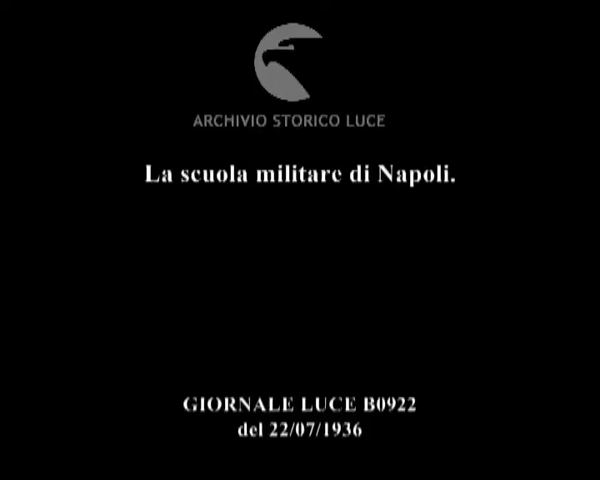 ARCHIVIO STORICO LUCE
La scuola militare di Napoli.
GIORNALE LUCE B0922
del 22/07/1936